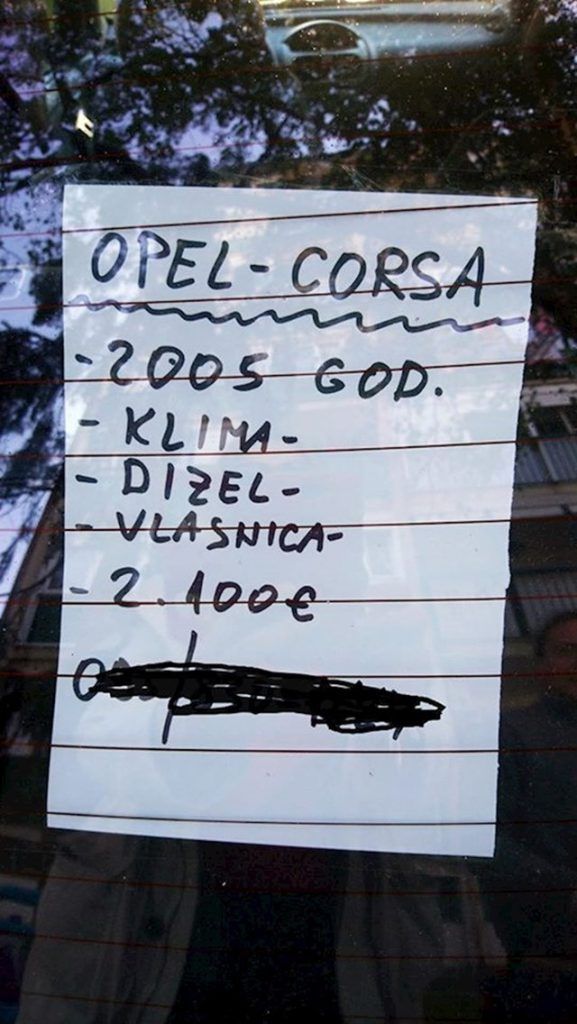 OPEL-CORSA
-2005 GOD.
- KLIMA-
- DIZEL-
- VLASNICA-
- 2.100€